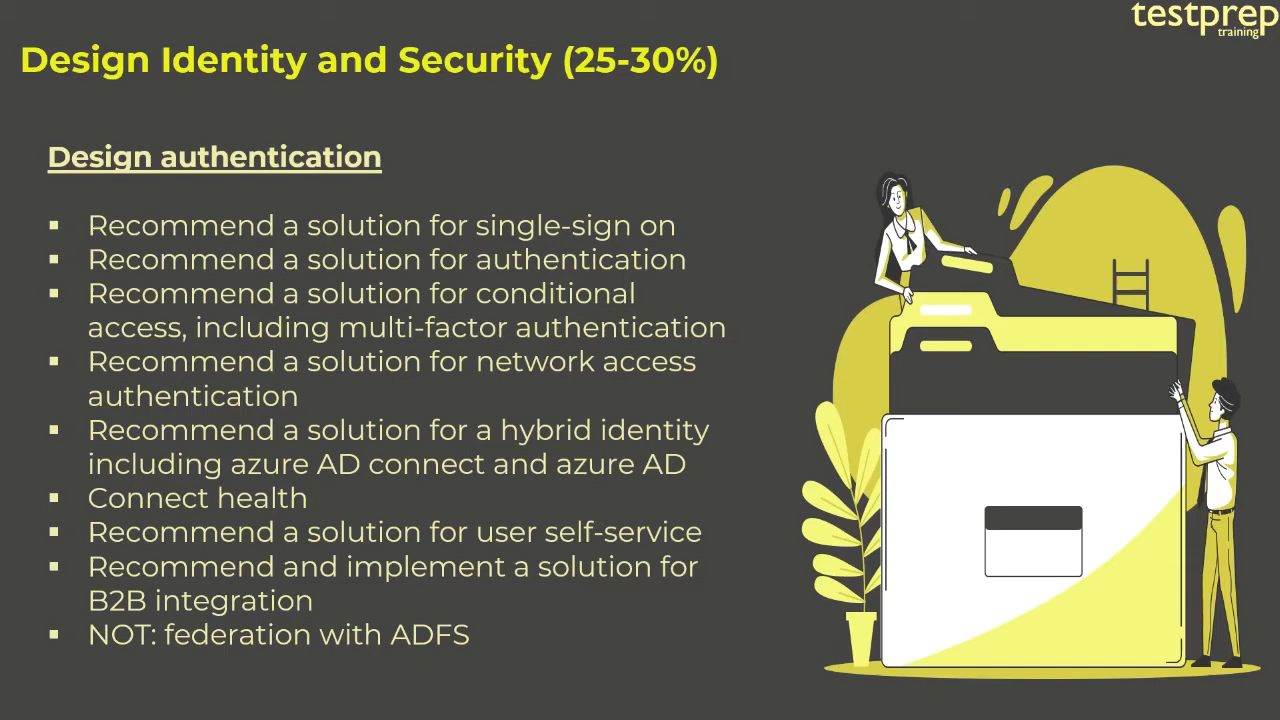 testprep
training
Design Identity and Security (25-30%)
Design authentication
▪ Recommend a solution for single-sign on
▪ Recommend a solution for authentication
▪ Recommend a solution for conditional
access, including multi-factor authentication
▪ Recommend a solution for network access
authentication
▪ Recommend a solution for a hybrid identity
including azure AD connect and azure AD
▪ Connect health
▪ Recommend a solution for user self-service
▪ Recommend and implement a solution for
B2B integration
▪ NOT: federation with ADFS